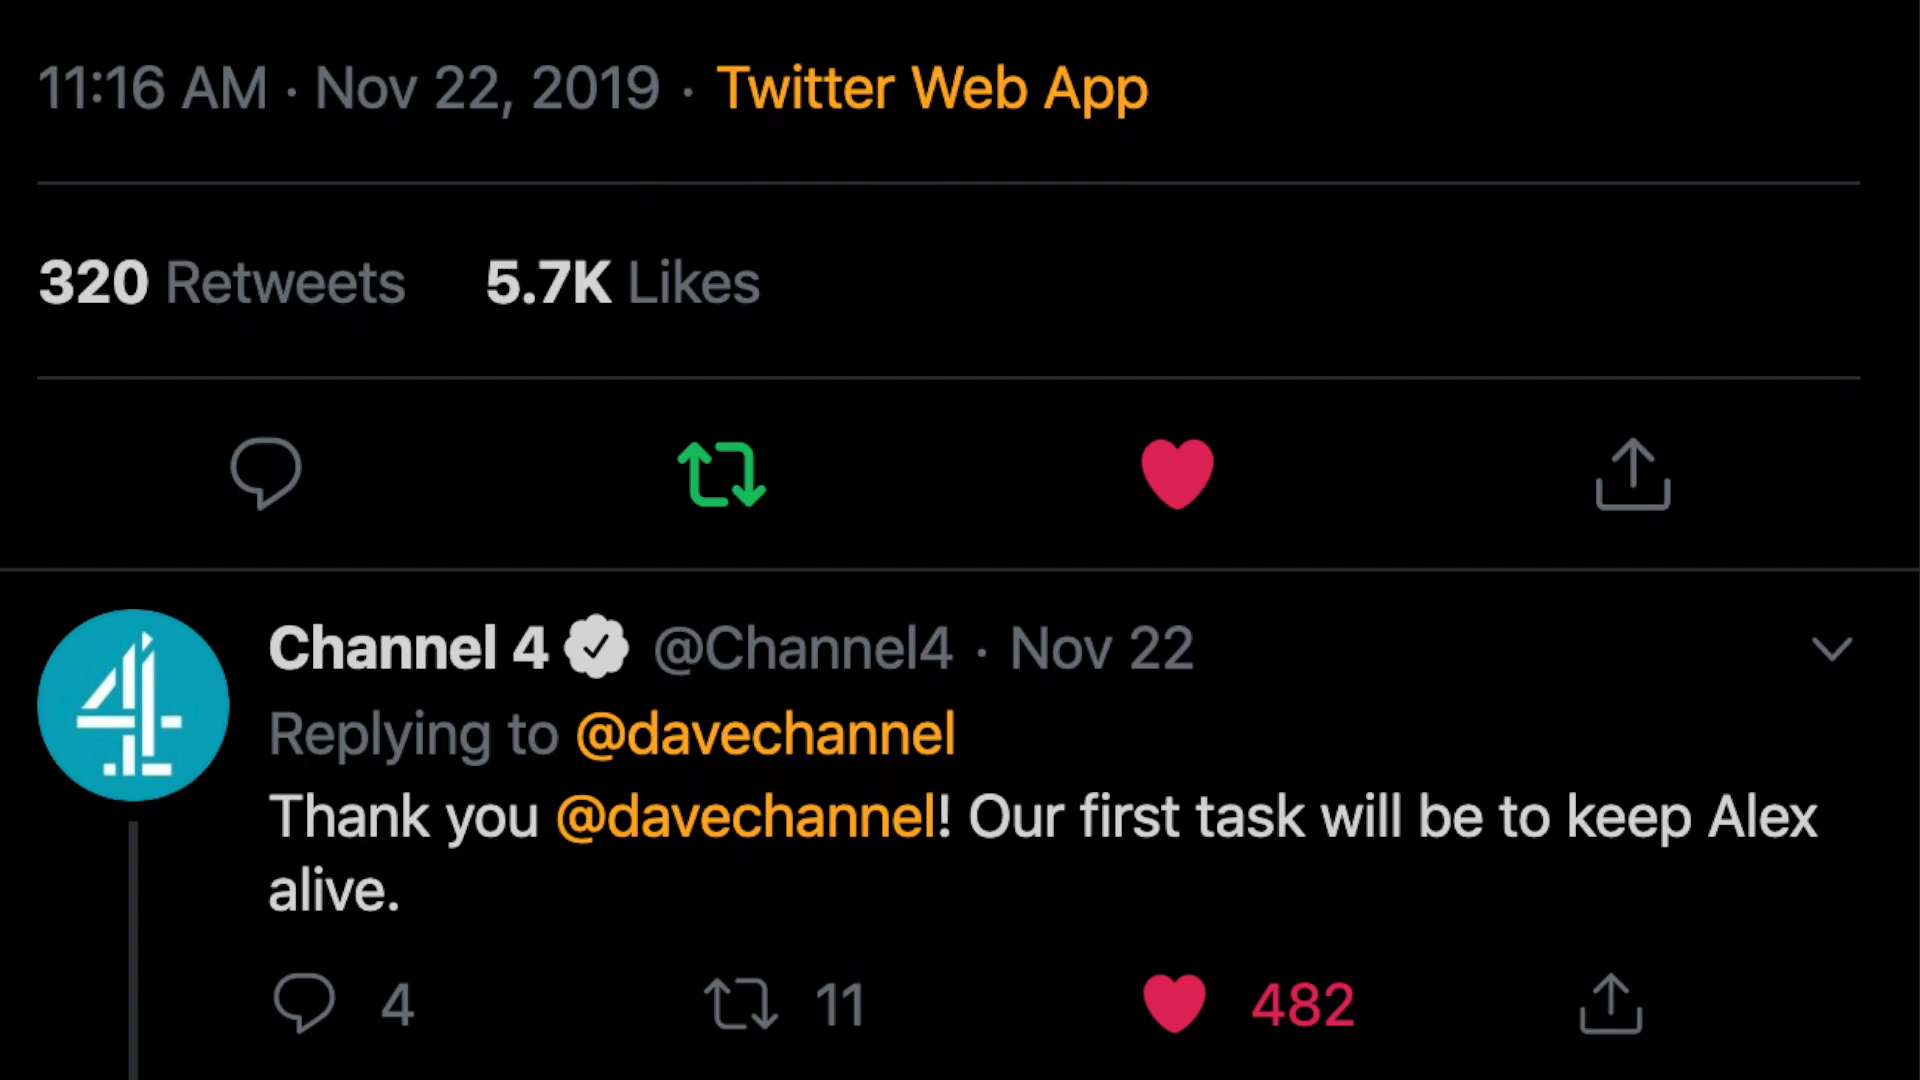 11:16 AM · Nov 22, 2019 · Twitter Web App
320 Retweets 5.7K Likes
Channel 4 @Channel4 · Nov 22
Replying to @davechannel
Thank you @davechannel! Our first task will be to keep Alex
alive.
4 11 482